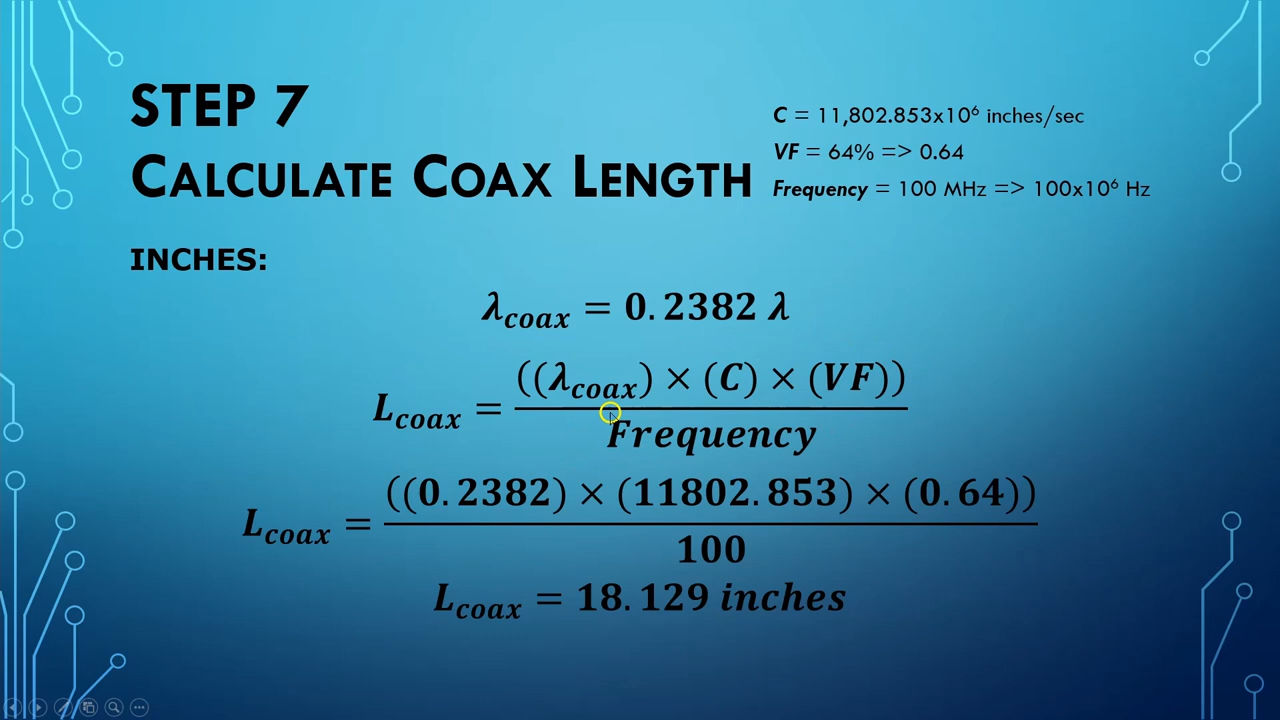 STEP 7
CALCULATE COAX LENGTH
C = 11,802.853x10⁶ inches/sec
VF = 64% => 0.64
Frequency = 100 MHz => 100x10⁶ Hz
INCHES:
λcoax = 0.2382 λ
Lcoax = ((λcoax) × (C) × (VF)) / Frequency
Lcoax = ((0.2382) × (11802.853) × (0.64)) / 100
Lcoax = 18.129 inches